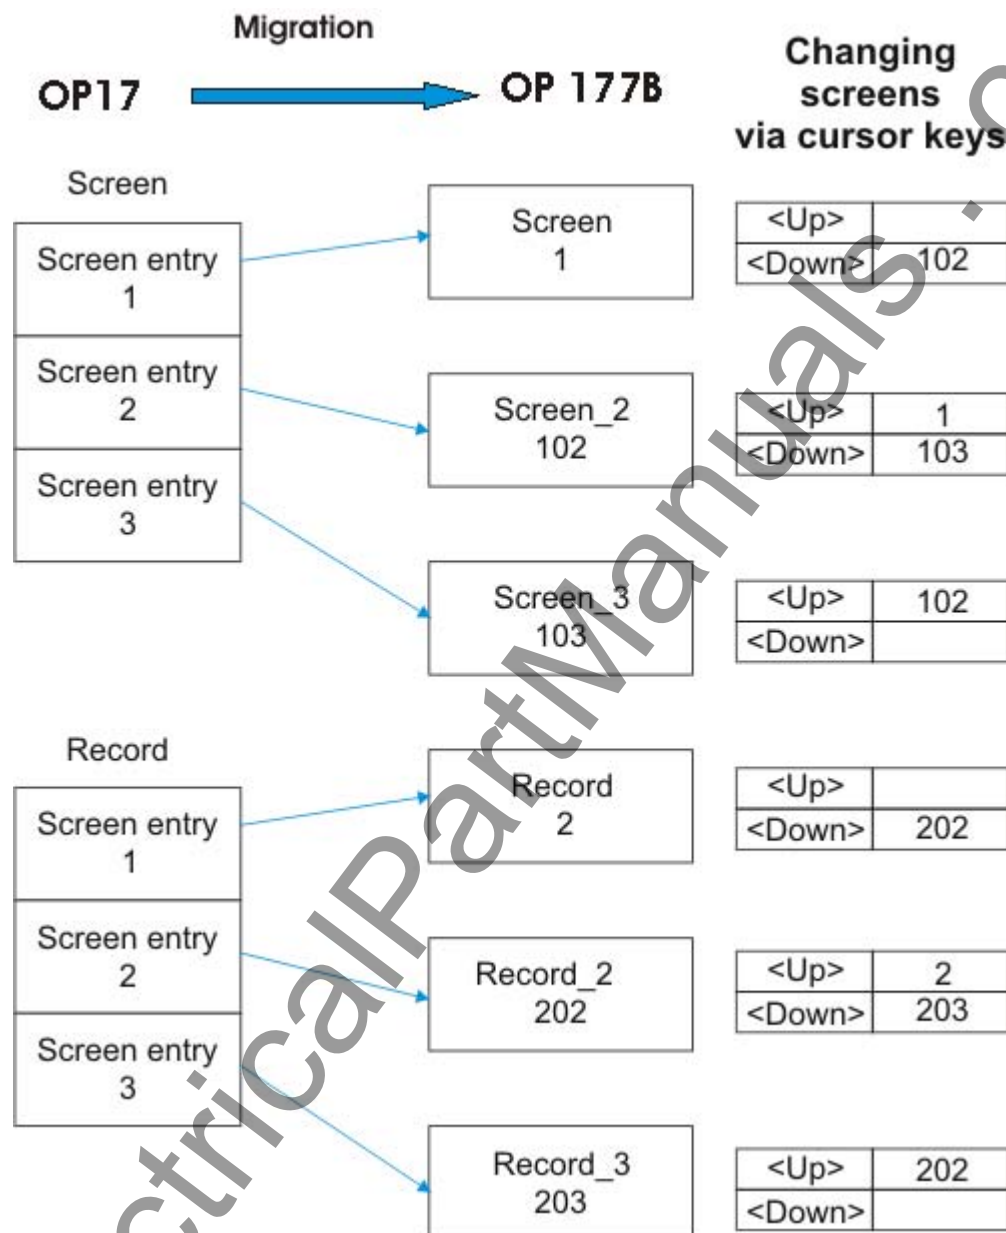 Migration
OP17
OP 177B
Changing
screens
via cursor keys
Screen
Screen entry
1
Screen entry
2
Screen entry
3
Screen
1
<Up>
<Down> 102
Screen_2
102
<Up> 1
<Down> 103
Screen_3
103
<Up> 102
<Down>
Record
Screen entry
1
Screen entry
2
Screen entry
3
Record
2
<Up>
<Down> 202
Record_2
202
<Up> 2
<Down> 203
Record_3
203
<Up> 202
<Down>
ctricalPartManuals .